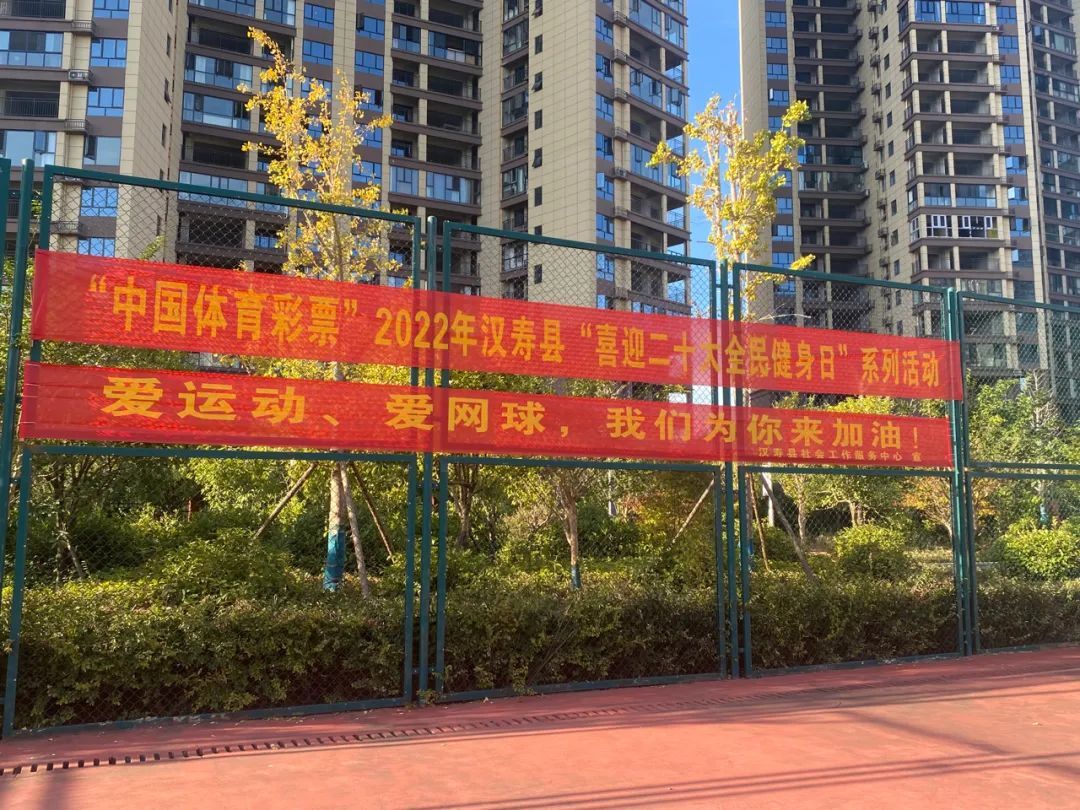 “中国体育彩票”2022年汉寿县“喜迎二十大全民健身日”系列活动
爱运动、爱网球，我们为你来加油！
汉寿县社会工作服务中心 宣